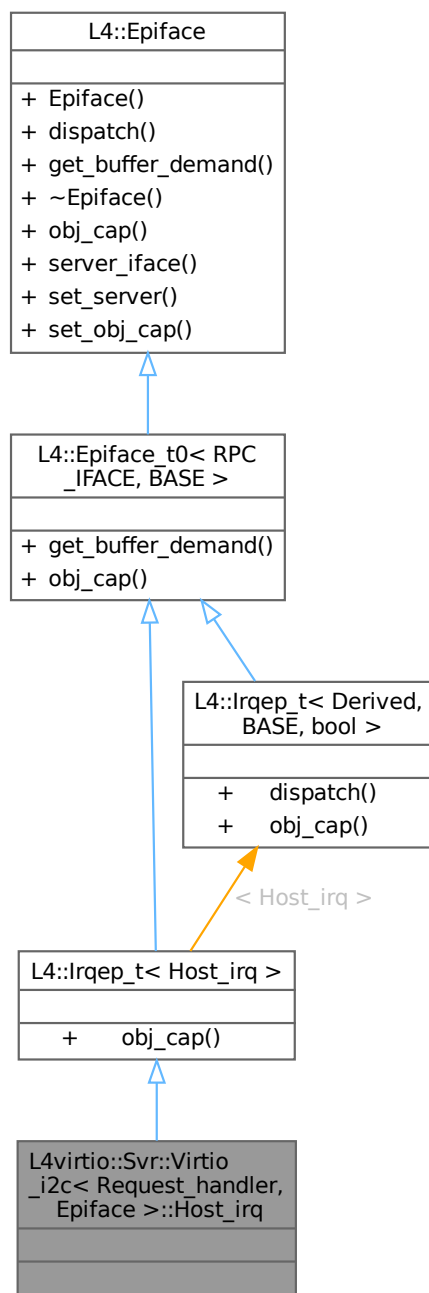 L4::Epiface
+ Epiface()
+ dispatch()
+ get_buffer_demand()
+ ~Epiface()
+ obj_cap()
+ server_iface()
+ set_server()
+ set_obj_cap()
L4::Epiface_t0< RPC
_IFACE, BASE >
+ get_buffer_demand()
+ obj_cap()
L4::Irqep_t< Derived,
BASE, bool >
+ dispatch()
+ obj_cap()
< Host_irq >
L4::Irqep_t< Host_irq >
+ obj_cap()
L4virtio::Svr::Virtio
_i2c< Request_handler,
Epiface >::Host_irq